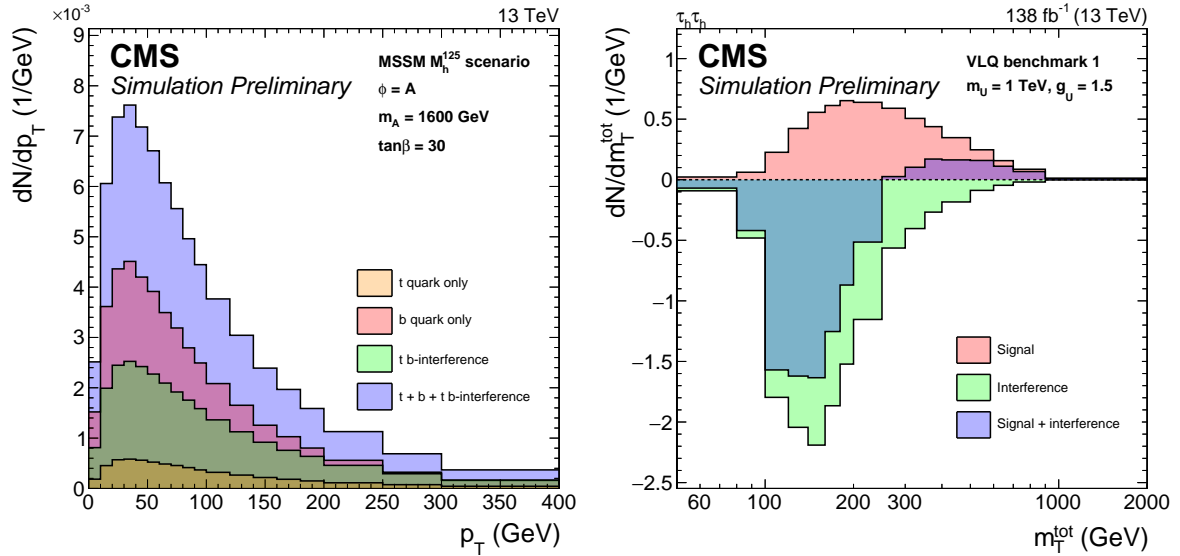 ×10⁻³
13 TeV
CMS
Simulation Preliminary
MSSM M_h^125 scenario
ϕ = A
m_A = 1600 GeV
tanβ = 30
dN/dp_T (1/GeV)
9
8
7
6
5
4
3
2
1
0
t quark only
b quark only
t b-interference
t + b + t b-interference
0 50 100 150 200 250 300 350 400
p_T (GeV)
τ_hτ_h
138 fb⁻¹ (13 TeV)
CMS
Simulation Preliminary
VLQ benchmark 1
m_U = 1 TeV, g_U = 1.5
dN/dm_T^tot (1/GeV)
1
0.5
0
−0.5
−1
−1.5
−2
−2.5
Signal
Interference
Signal + interference
60 100 200 300 1000 2000
m_T^tot (GeV)